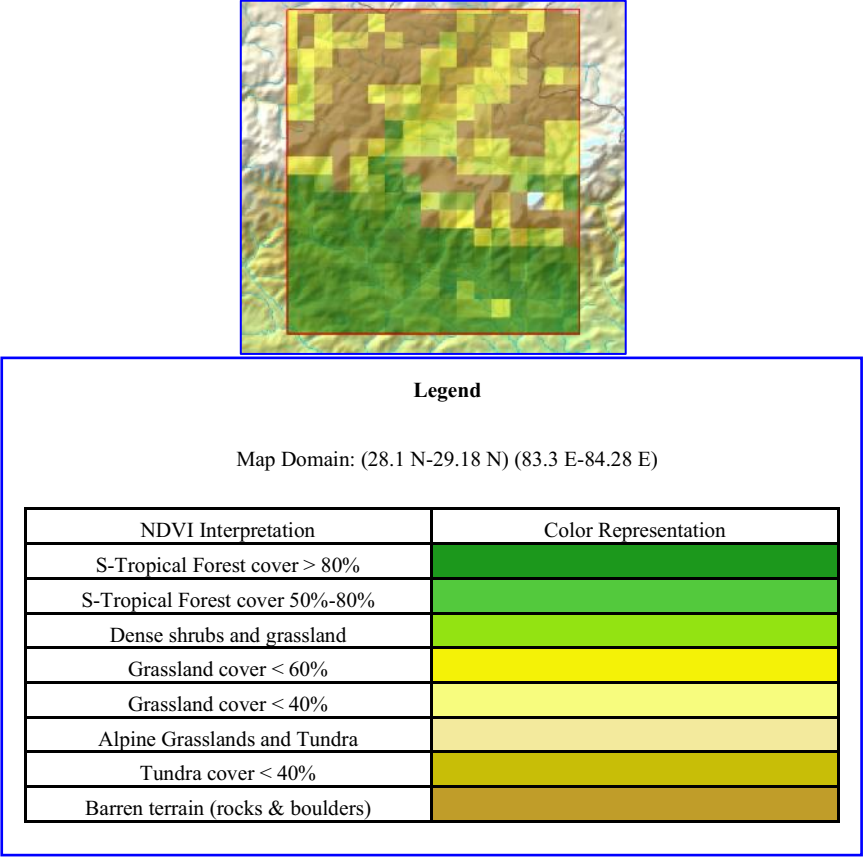 Legend
Map Domain: (28.1 N-29.18 N) (83.3 E-84.28 E)
NDVI Interpretation Color Representation
S-Tropical Forest cover > 80%
S-Tropical Forest cover 50%-80%
Dense shrubs and grassland
Grassland cover < 60%
Grassland cover < 40%
Alpine Grasslands and Tundra
Tundra cover < 40%
Barren terrain (rocks & boulders)